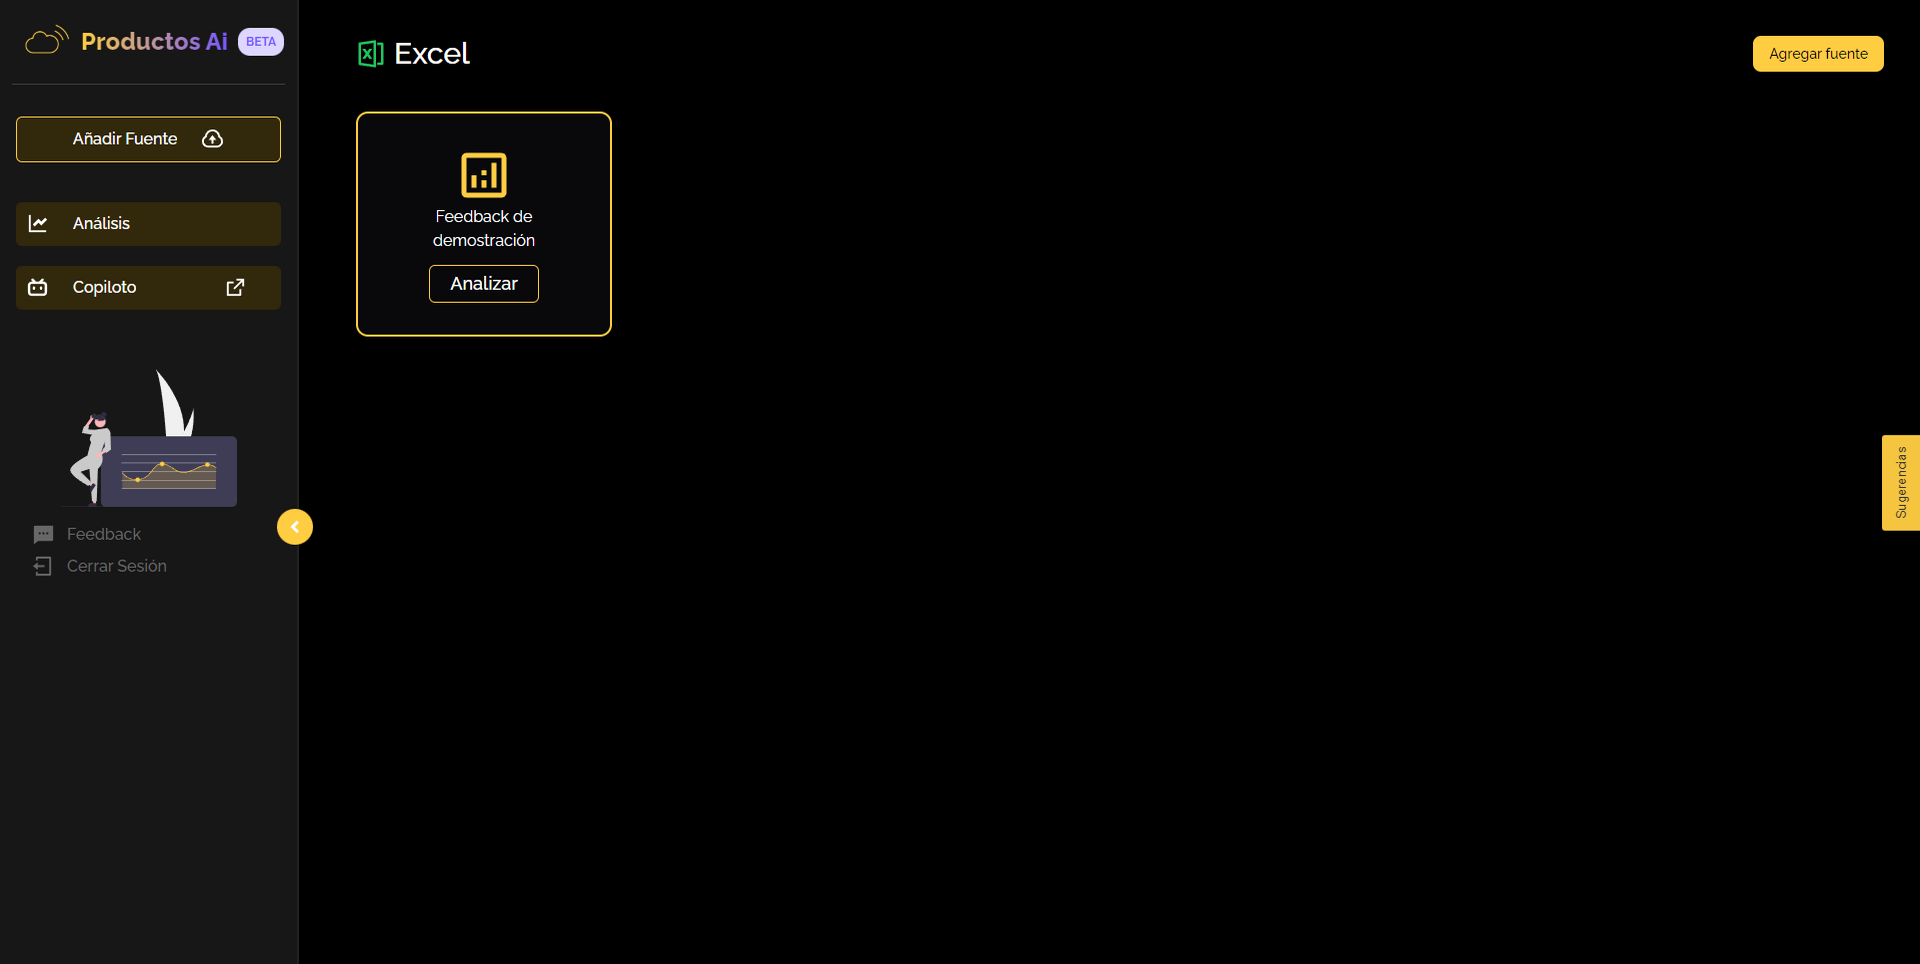 Productos Ai BETA
Añadir Fuente
Análisis
Copiloto
Feedback
Cerrar Sesión
Excel
Agregar fuente
Feedback de
demostración
Analizar
Sugerencias